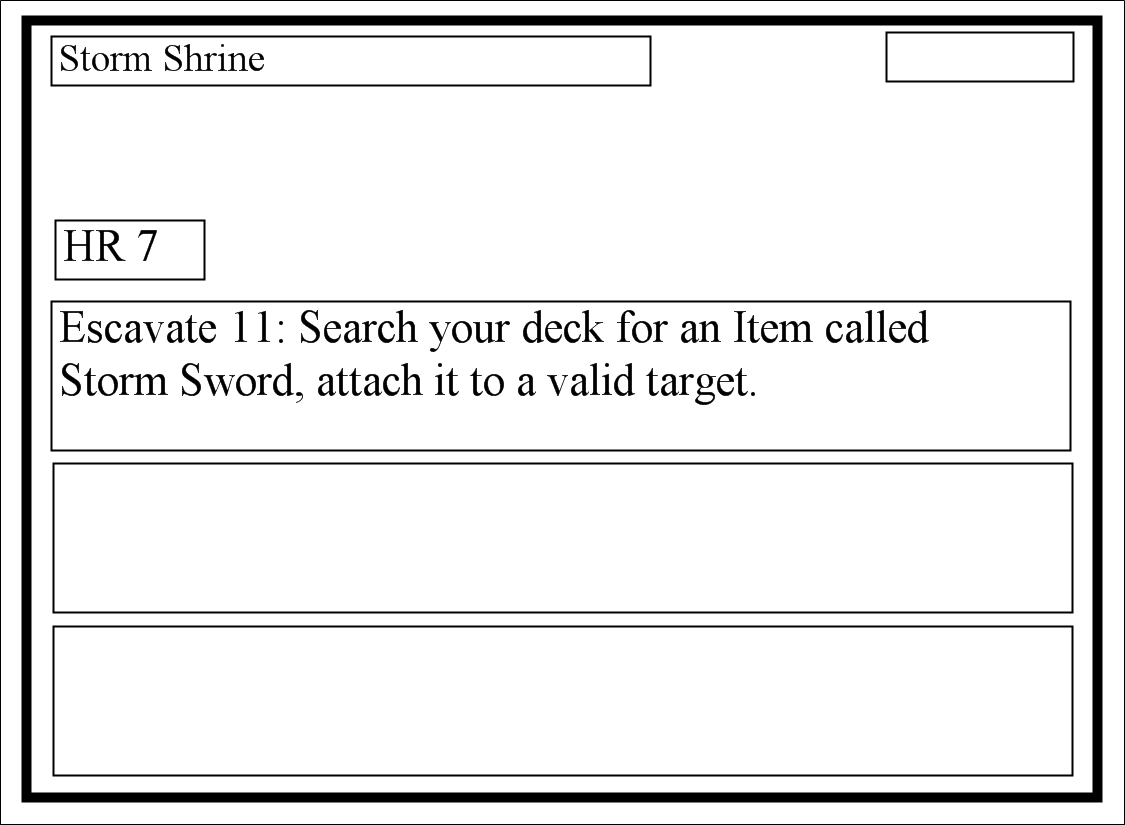 Storm Shrine
HR 7
Escavate 11: Search your deck for an Item called
Storm Sword, attach it to a valid target.